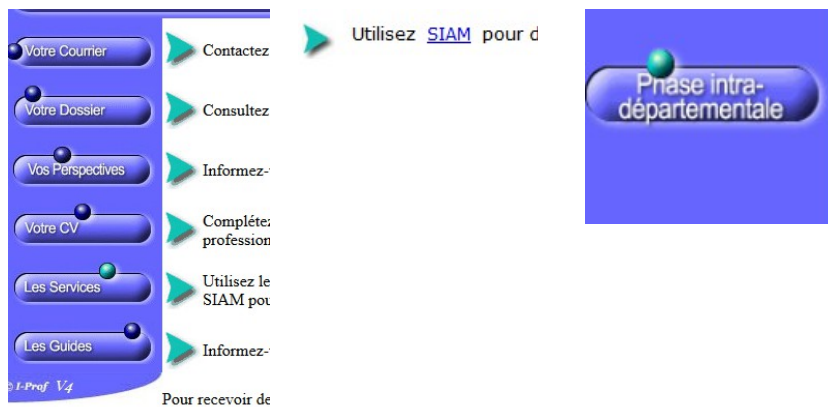 Votre Courrier
Contactez
Votre Dossier
Consultez
Vos Perspectives
Informez-
Votre CV
Complétez
profession
Les Services
Utilisez le
SIAM pou
Les Guides
Informez-
© I-Prof V4
Pour recevoir de
Utilisez SIAM pour d
Phase intra-
départementale